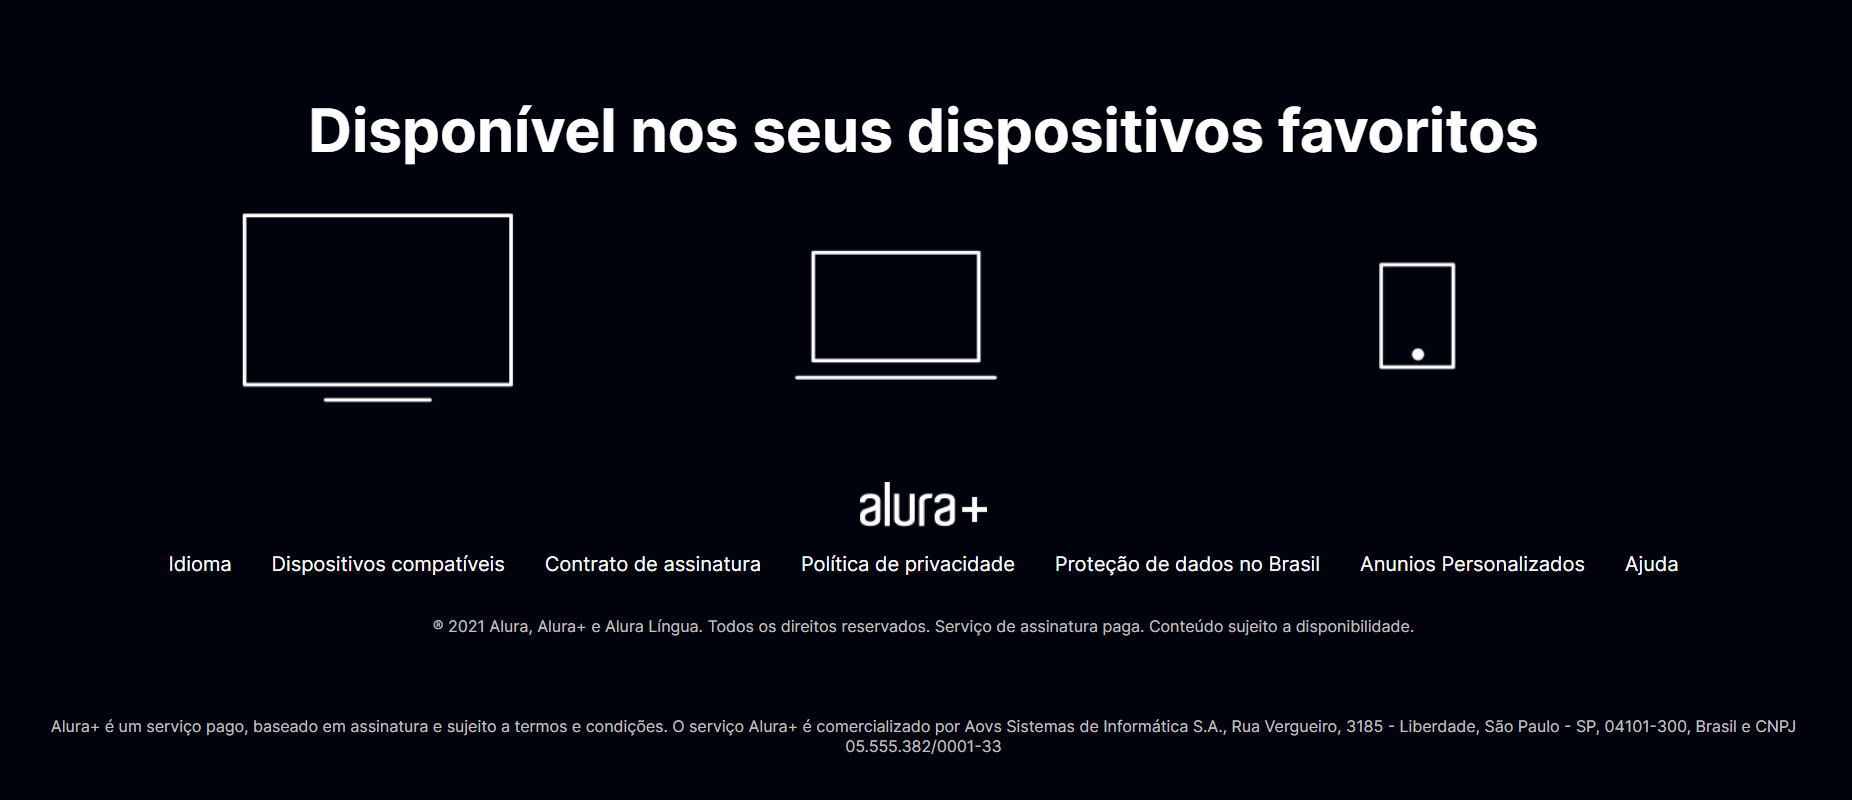 Disponível nos seus dispositivos favoritos
alura+
Idioma Dispositivos compatíveis Contrato de assinatura Política de privacidade Proteção de dados no Brasil Anunios Personalizados Ajuda
® 2021 Alura, Alura+ e Alura Língua. Todos os direitos reservados. Serviço de assinatura paga. Conteúdo sujeito a disponibilidade.
Alura+ é um serviço pago, baseado em assinatura e sujeito a termos e condições. O serviço Alura+ é comercializado por Aovs Sistemas de Informática S.A., Rua Vergueiro, 3185 - Liberdade, São Paulo - SP, 04101-300, Brasil e CNPJ
05.555.382/0001-33